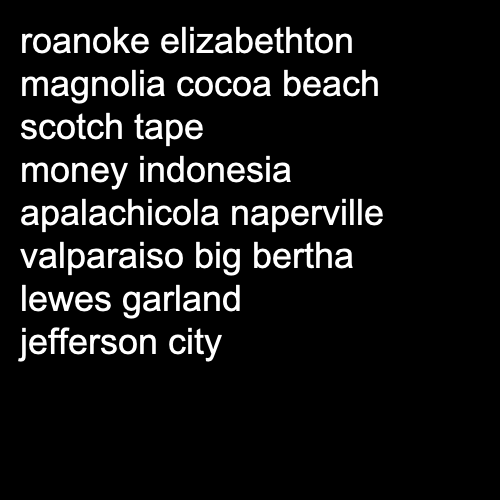 roanoke elizabethton
magnolia cocoa beach
scotch tape
money indonesia
apalachicola naperville
valparaiso big bertha
lewes garland
jefferson city